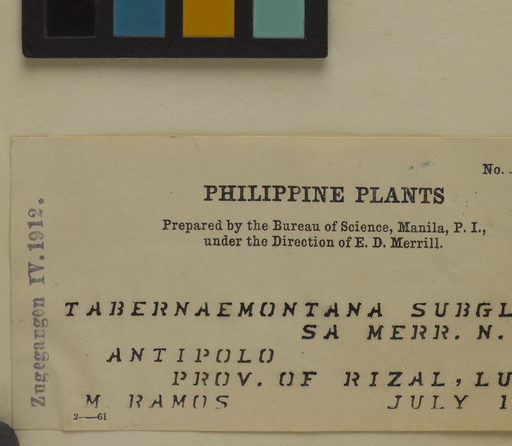 No.
PHILIPPINE PLANTS
Prepared by the Bureau of Science, Manila, P. I.,
under the Direction of E. D. Merrill.
TABERNAEMONTANA SUBGL
SA MERR. N.
ANTIPOLO
PROV. OF RIZAL, LU
M. RAMOS JULY 1
2—61
Zugegangen IV. 1912.